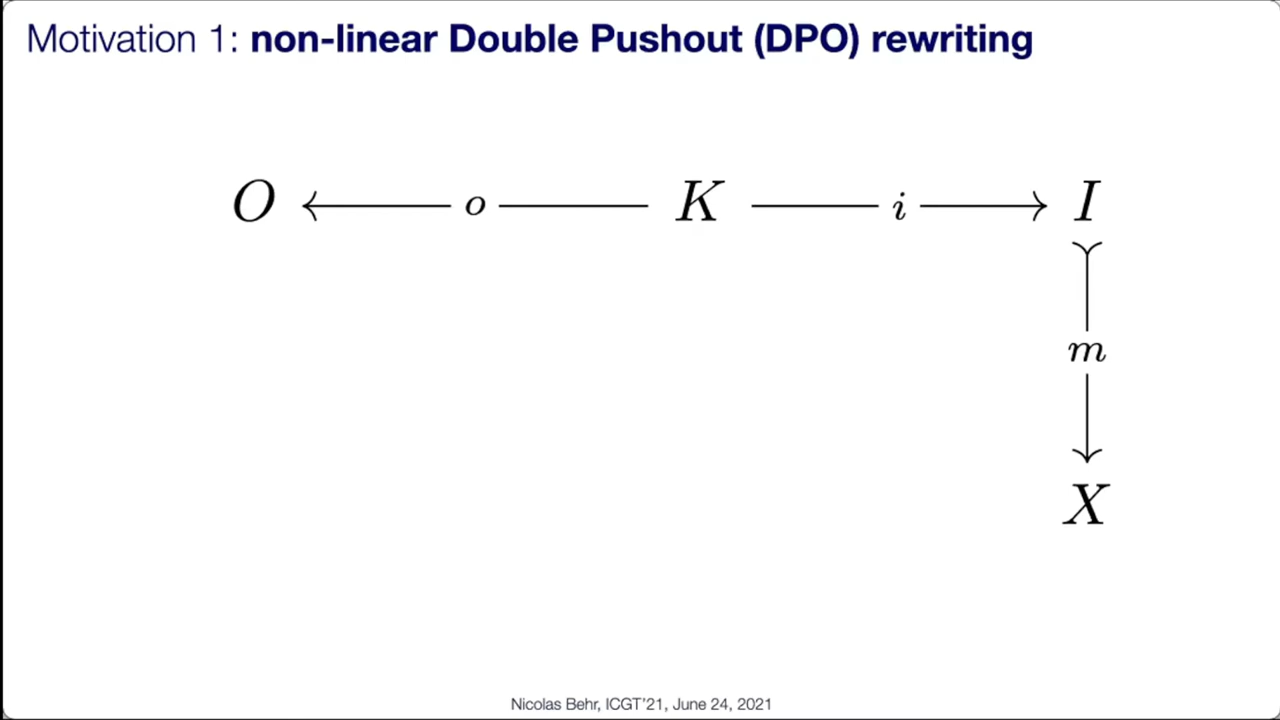 Motivation 1: non-linear Double Pushout (DPO) rewriting
O o K i I
m
X
Nicolas Behr, ICGT'21, June 24, 2021